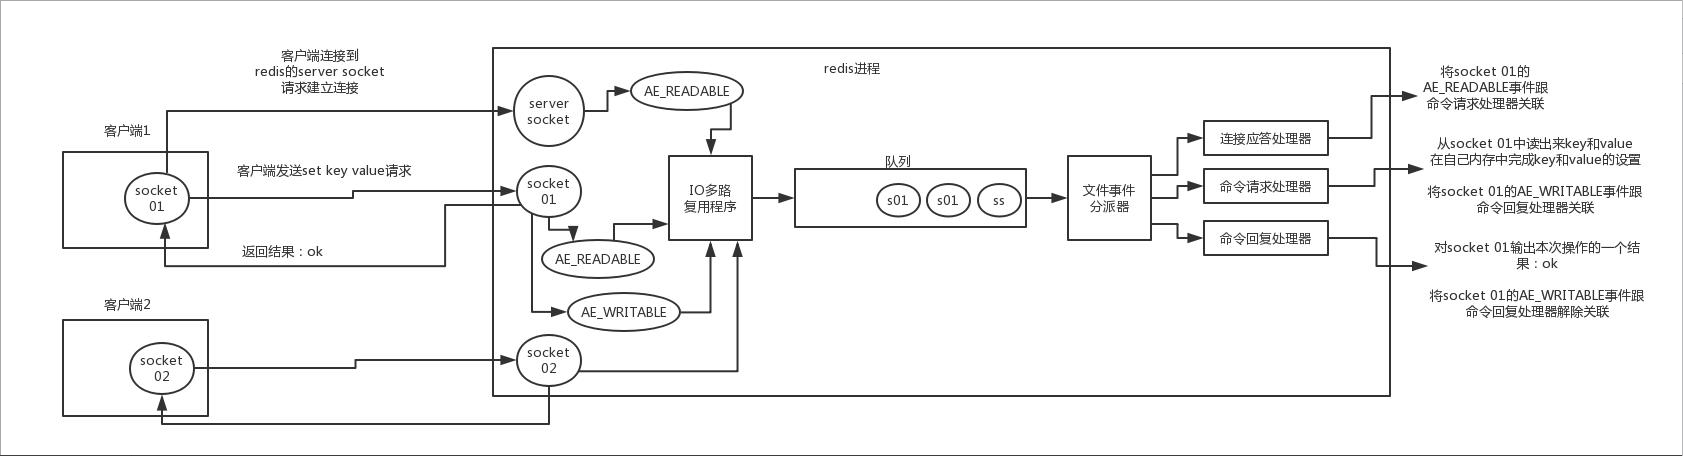 客户端连接到
redis的server socket
请求建立连接
redis进程
server
socket
AE_READABLE
将socket 01的
AE_READABLE事件跟
命令请求处理器关联
客户端1
连接应答处理器
从socket 01中读出来key和value
在自己内存中完成key和value的设置
队列
客户端发送set key value请求
socket
01
socket
01
IO多路
复用程序
s01
s01
ss
文件事件
分派器
命令请求处理器
将socket 01的AE_WRITABLE事件跟
命令回复处理器关联
返回结果：ok
AE_READABLE
命令回复处理器
对socket 01输出本次操作的一个结
果：ok
客户端2
AE_WRITABLE
将socket 01的AE_WRITABLE事件跟
命令回复处理器解除关联
socket
02
socket
02